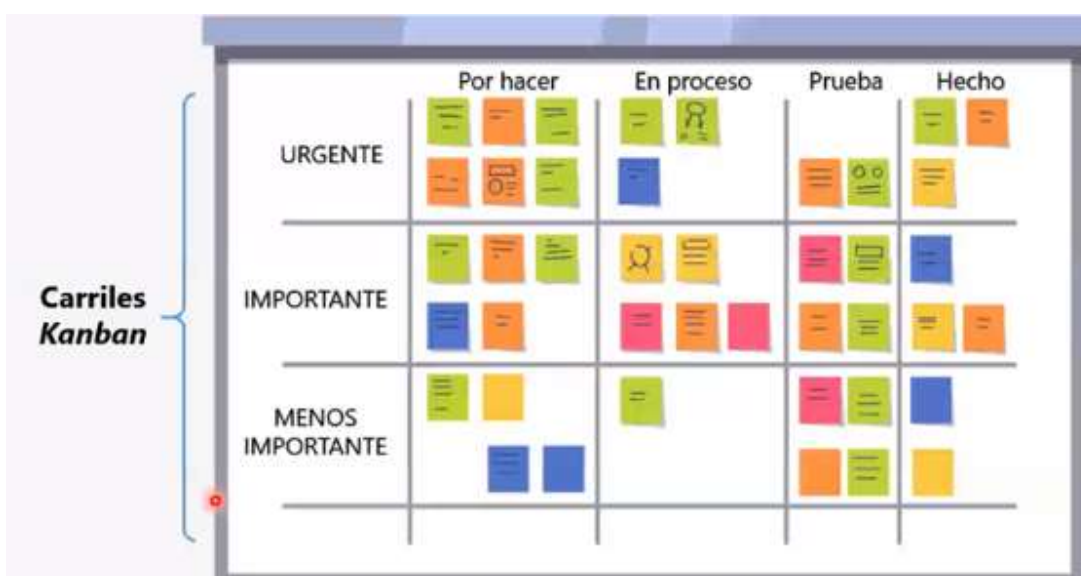 Por hacer En proceso Prueba Hecho
URGENTE
Carriles
Kanban
IMPORTANTE
MENOS
IMPORTANTE